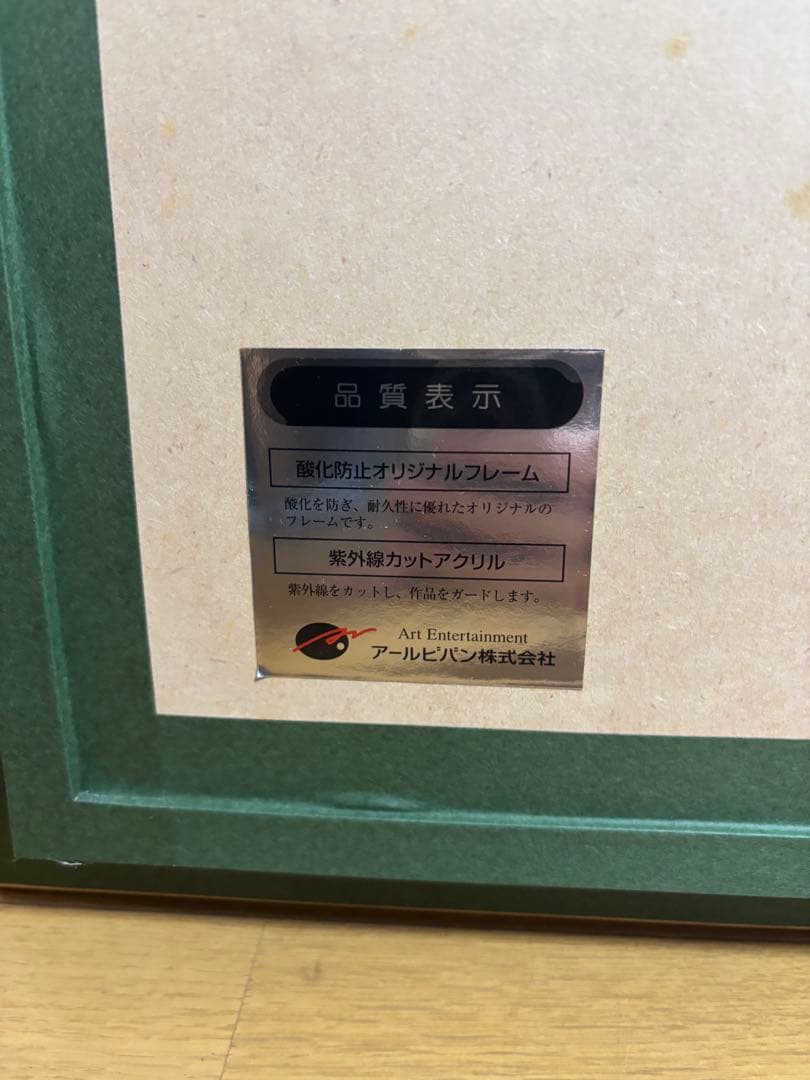 品質表示
酸化防止オリジナルフレーム
酸化を防ぎ、耐久性に優れたオリジナルの
フレームです。
紫外線カットアクリル
紫外線をカットし、作品をガードします。
Art Entertainment
アールビバン株式会社